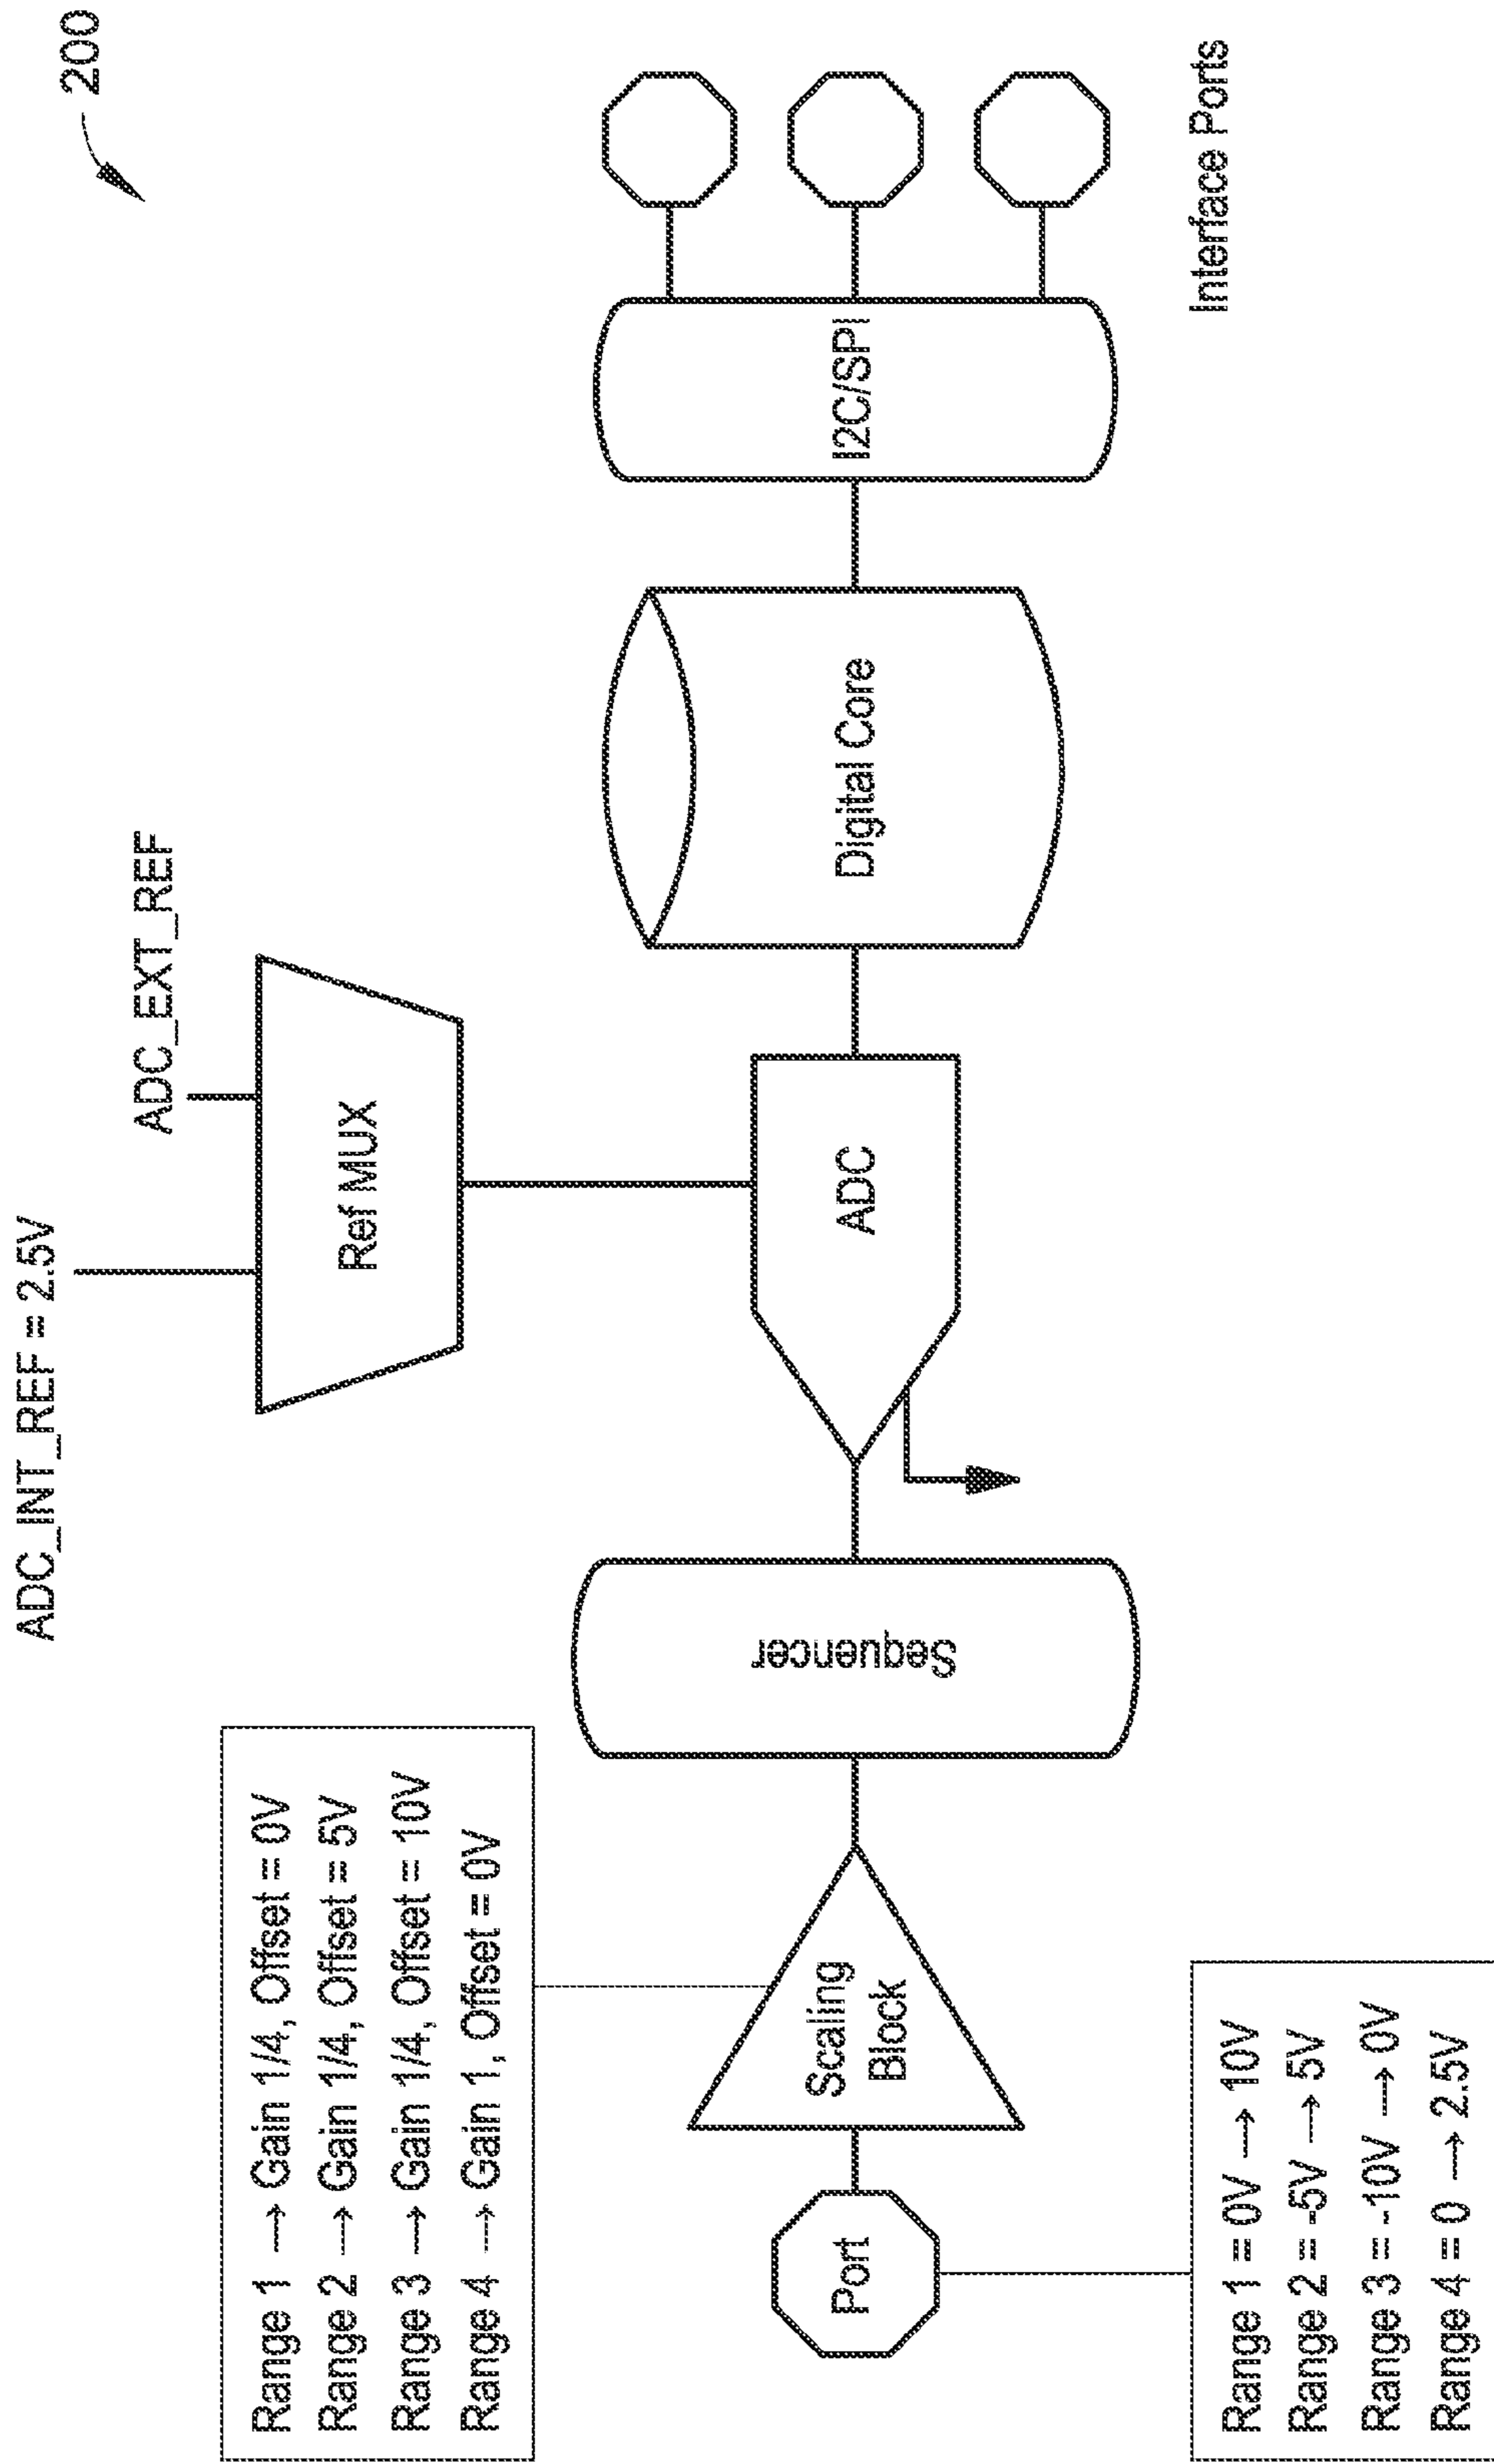 200
ADC_INT_REF = 2.5V
ADC_EXT_REF
Ref MUX
Range 1 → Gain 1/4, Offset = 0V
Range 2 → Gain 1/4, Offset = 5V
Range 3 → Gain 1/4, Offset = 10V
Range 4 → Gain 1, Offset = 0V
Port
Scaling
Block
Sequencer
ADC
Digital Core
I2C/SPI
Interface Ports
Range 1 = 0V → 10V
Range 2 = -5V → 5V
Range 3 = -10V → 0V
Range 4 = 0 → 2.5V